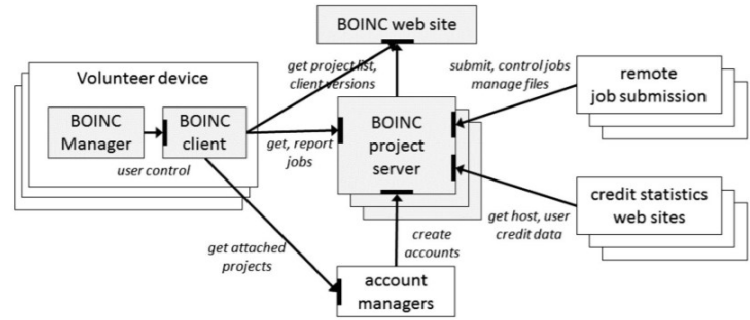 BOINC web site
get project list,
client versions
submit, control jobs
manage files
remote
job submission
Volunteer device
BOINC
Manager
BOINC
client
user control
get, report
jobs
BOINC
project
server
credit statistics
web sites
get host, user
credit data
get attached
projects
create
accounts
account
managers